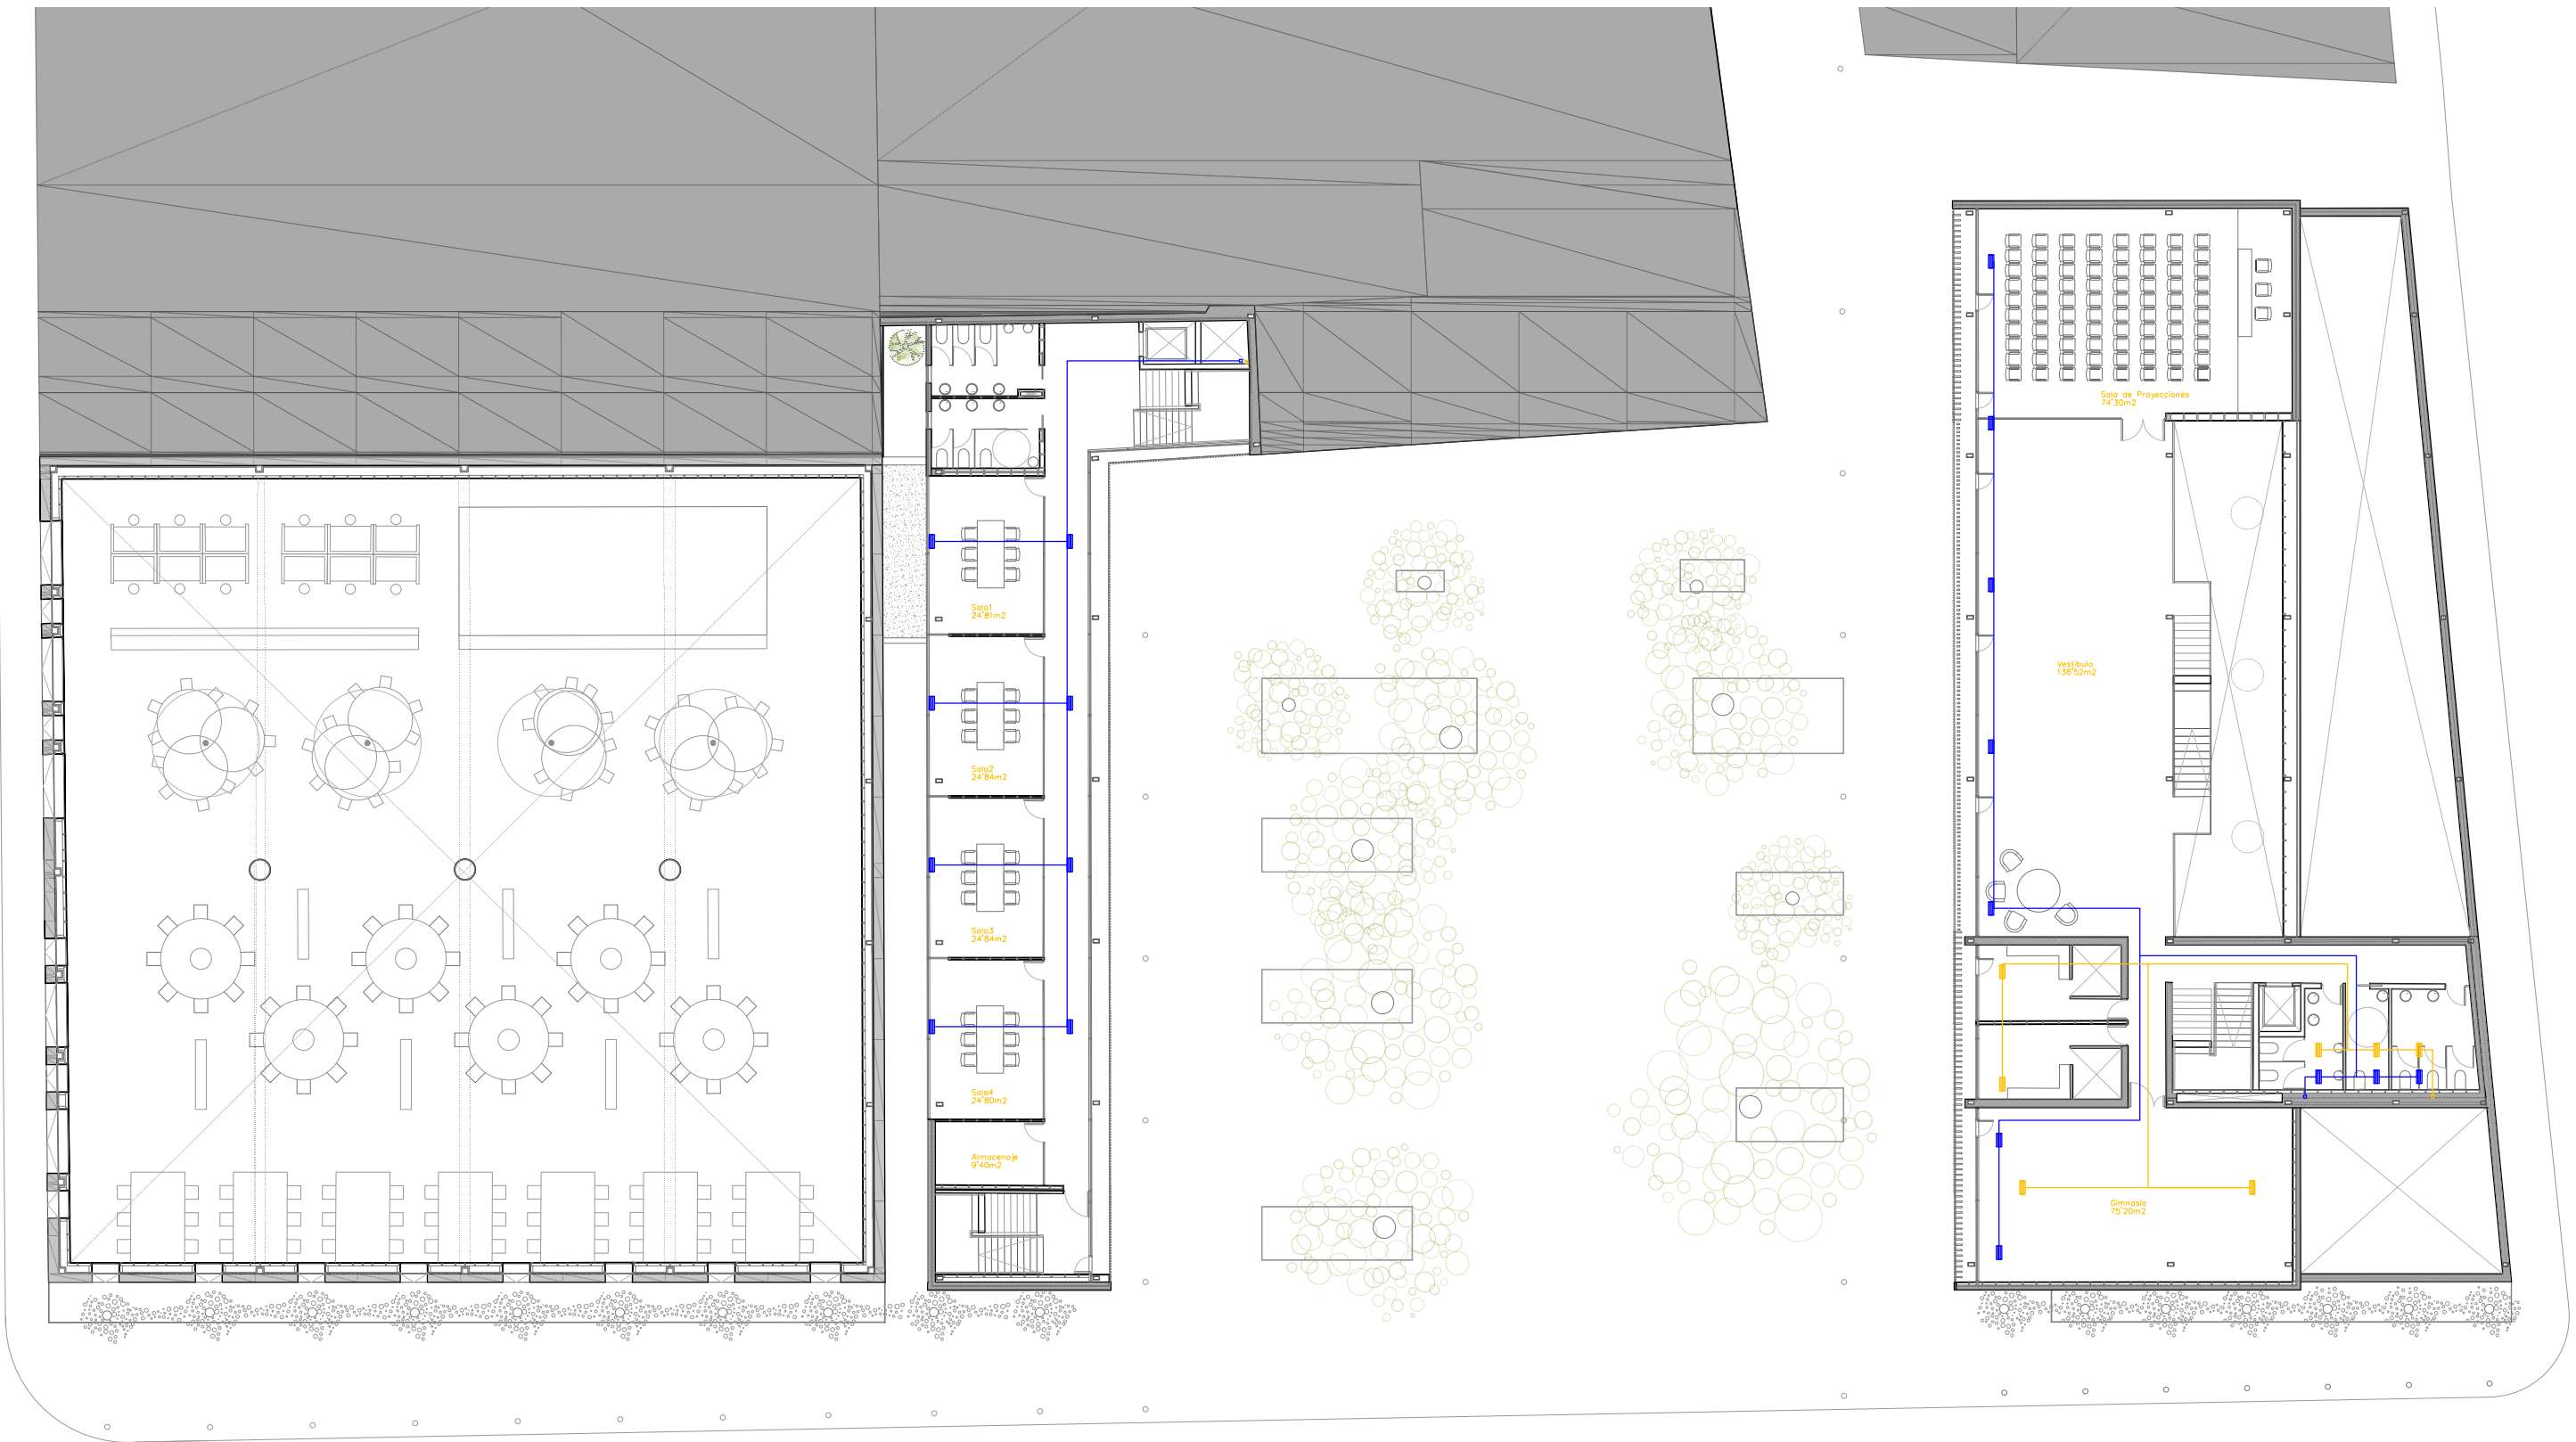 Sala de Proyecciones
74'30m2
Sala1
24'81m2
Vestíbulo
138'52m2
Sala2
24'84m2
Sala3
24'84m2
Sala4
24'80m2
Almacenaje
9'40m2
Gimnasio
75'20m2